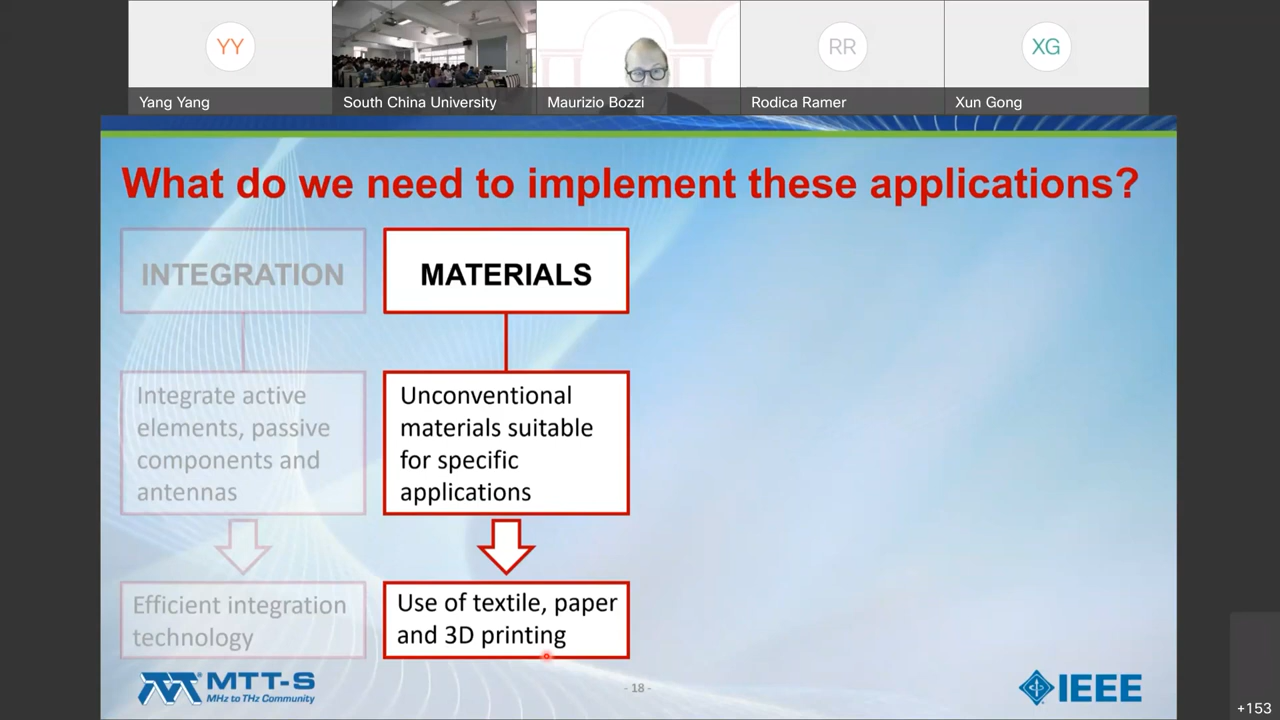 YY
RR
XG
Yang Yang
South China University
Maurizio Bozzi
Rodica Ramer
Xun Gong
What do we need to implement these applications?
INTEGRATION
Integrate active
elements, passive
components and
antennas
Efficient integration
technology
MATERIALS
Unconventional
materials suitable
for specific
applications
Use of textile, paper
and 3D printing
MTT-S
MHz to THz Community
- 18 -
IEEE
+153